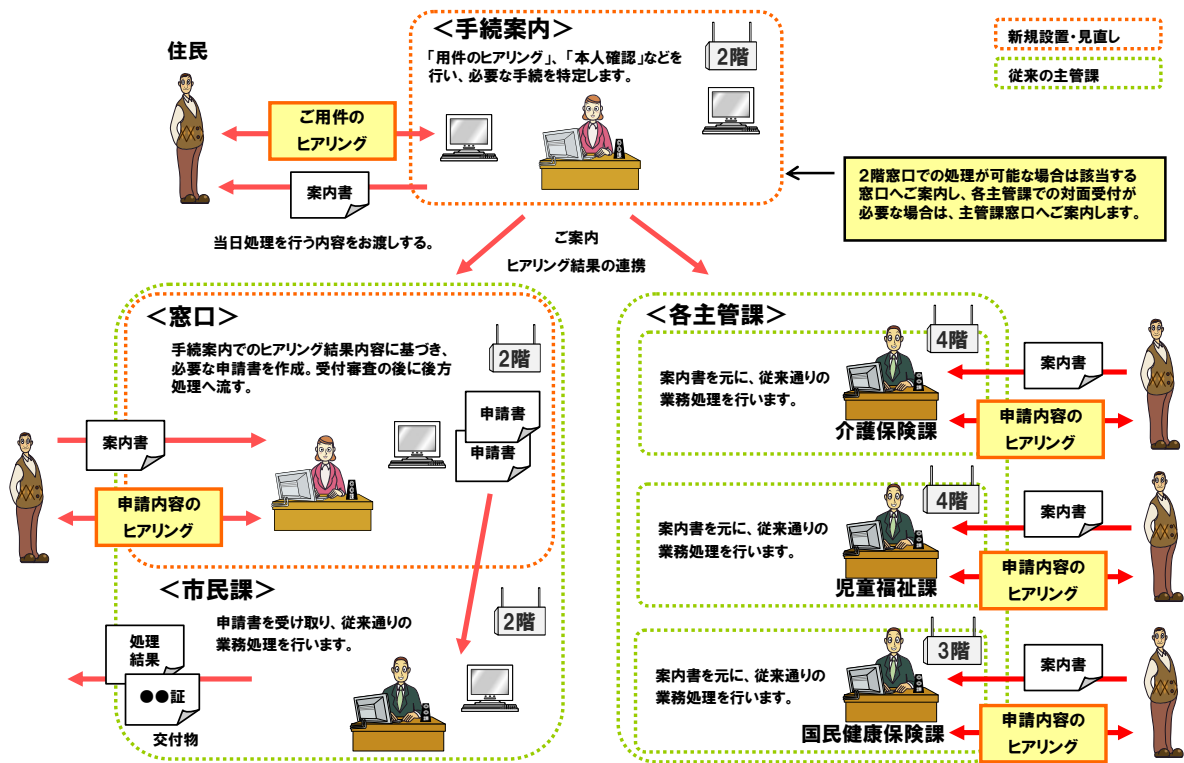 ＜手続案内＞
「用件のヒアリング」、「本人確認」などを
行い、必要な手続を特定します。
2階
新規設置・見直し
従来の主管課
住民
ご用件の
ヒアリング
案内書
当日処理を行う内容をお渡しする。
ご案内
ヒアリング結果の連携
２階窓口での処理が可能な場合は該当する
窓口へご案内し、各主管課での対面受付が
必要な場合は、主管課窓口へご案内します。
＜窓口＞
手続案内でのヒアリング結果内容に基づき、
必要な申請書を作成。受付審査の後に後方
処理へ流す。
2階
申請書
申請書
案内書
申請内容の
ヒアリング
＜市民課＞
申請書を受け取り、従来通りの
業務処理を行います。
2階
処理
結果
●●証
交付物
＜各主管課＞
4階
案内書を元に、従来通りの
業務処理を行います。
介護保険課
案内書
申請内容の
ヒアリング
4階
案内書を元に、従来通りの
業務処理を行います。
児童福祉課
案内書
申請内容の
ヒアリング
3階
案内書を元に、従来通りの
業務処理を行います。
国民健康保険課
案内書
申請内容の
ヒアリング